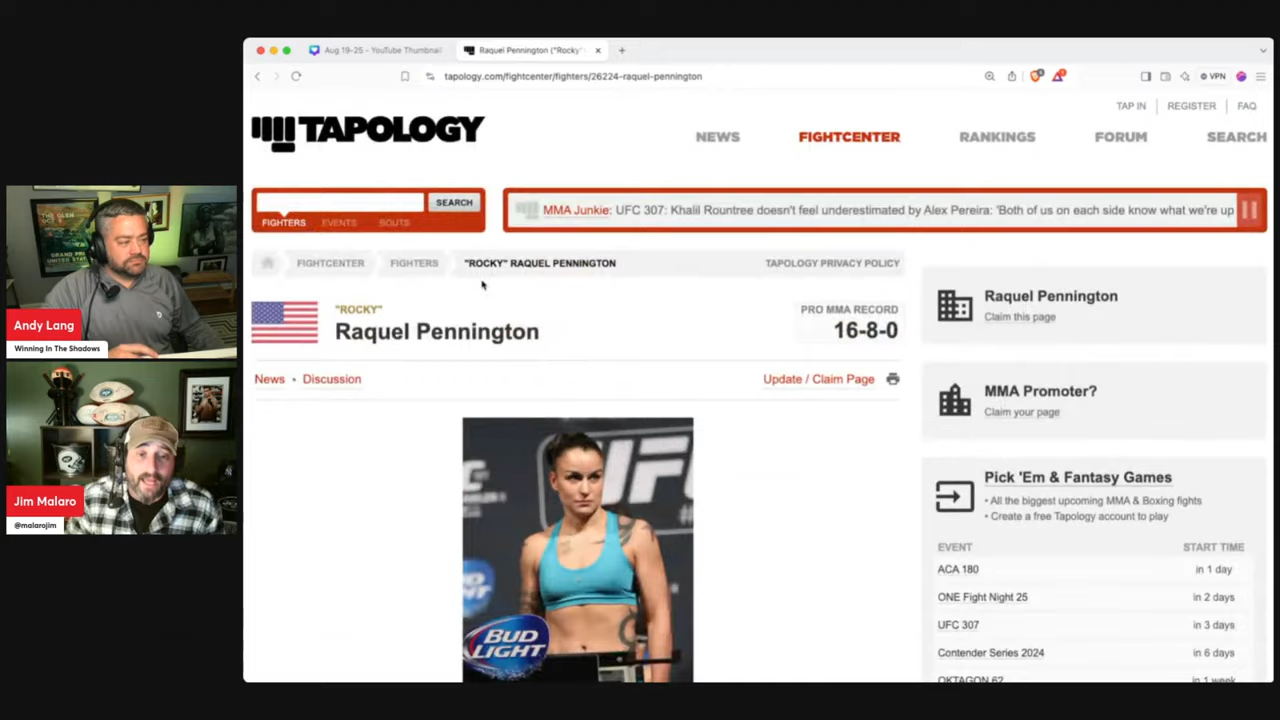 Aug 19-25 - YouTube Thumbnail
Raquel Pennington ("Rocky"
tapology.com/fightcenter/fighters/26224-raquel-pennington
VPN
TAP IN
REGISTER
FAQ
TAPOLOGY
NEWS
FIGHTCENTER
RANKINGS
FORUM
SEARCH
SEARCH
FIGHTERS
EVENTS
BOUTS
MMA Junkie: UFC 307: Khalil Rountree doesn't feel underestimated by Alex Pereira: 'Both of us on each side know what we're up
FIGHTCENTER
FIGHTERS
"ROCKY" RAQUEL PENNINGTON
TAPOLOGY PRIVACY POLICY
"ROCKY"
Raquel Pennington
PRO MMA RECORD
16-8-0
News • Discussion
Update / Claim Page
UFC
BUD
LIGHT
Raquel Pennington
Claim this page
MMA Promoter?
Claim your page
Pick 'Em & Fantasy Games
• All the biggest upcoming MMA & Boxing fights
• Create a free Tapology account to play
EVENT START TIME
ACA 180 in 1 day
ONE Fight Night 25 in 2 days
UFC 307 in 3 days
Contender Series 2024 in 6 days
OKTAGON 62 in 1 week
Andy Lang
Winning In The Shadows
Jim Malaro
@malarojim